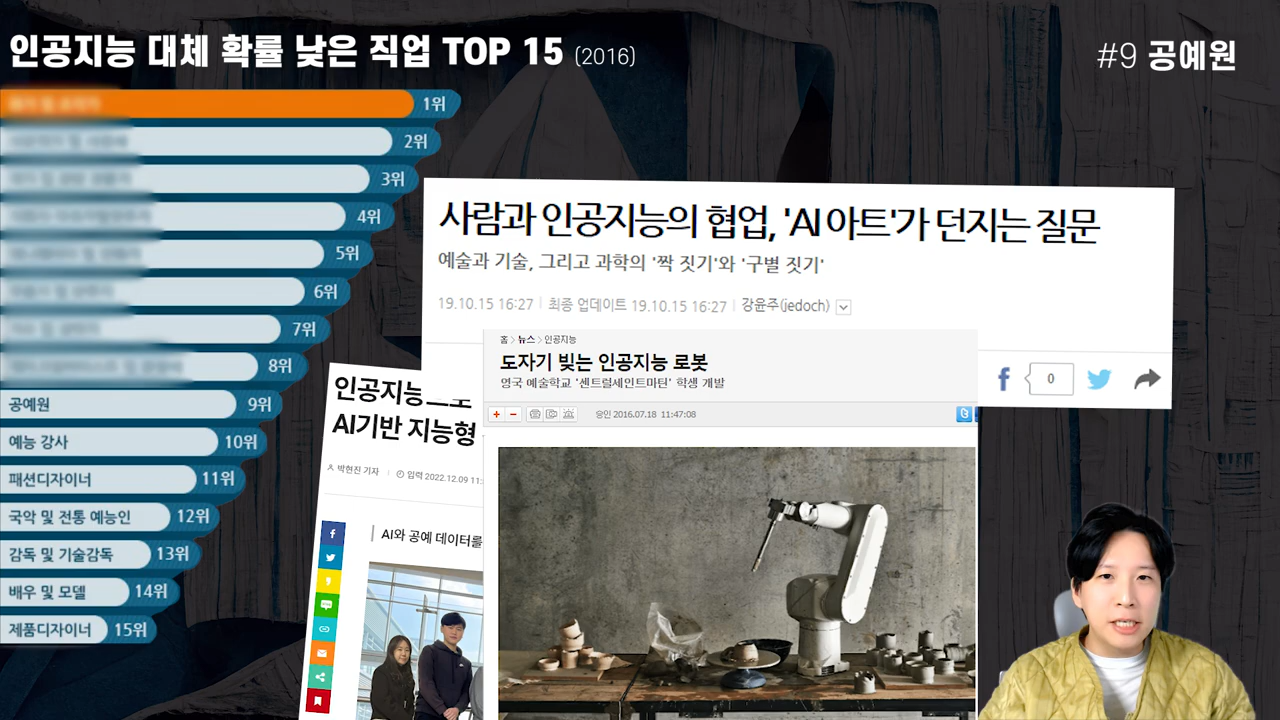 인공지능 대체 확률 낮은 직업 TOP 15 (2016)
#9 공예원
1위
2위
3위
4위
5위
6위
7위
8위
공예원 9위
예능 강사 10위
패션디자이너 11위
국악 및 전통 예능인 12위
감독 및 기술감독 13위
배우 및 모델 14위
제품디자이너 15위
사람과 인공지능의 협업, 'AI 아트'가 던지는 질문
예술과 기술, 그리고 과학의 '짝 짓기'와 '구별 짓기'
19.10.15 16:27 | 최종 업데이트 19.10.15 16:27 | 강윤주(jedoch)
0
홈 > 뉴스 > 인공지능
도자기 빚는 인공지능 로봇
영국 예술학교 '센트럴세인트마틴' 학생 개발
승인 2016.07.18 11:47:08
인공지능으로
AI기반 지능형
박현진 기자 | 입력 2022.12.09 11:
AI와 공예 데이터를